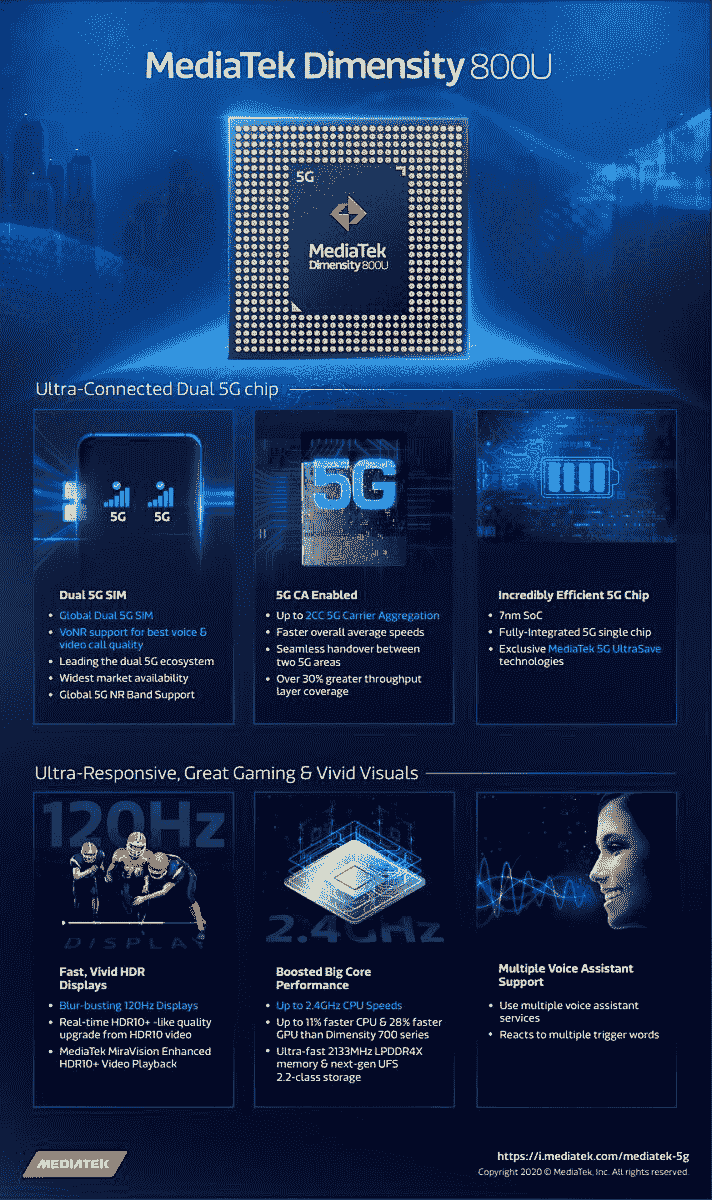 MediaTek Dimensity 800U
5G
MediaTek
Dimensity 800U
Ultra-Connected Dual 5G chip
5G 5G
5G
Dual 5G SIM
• Global Dual 5G SIM
• VoNR support for best voice &
video call quality
• Leading the dual 5G ecosystem
• Widest market availability
• Global 5G NR Band Support
5G CA Enabled
• Up to 2CC 5G Carrier Aggregation
• Faster overall average speeds
• Seamless handover between
two 5G areas
• Over 30% greater throughput
layer coverage
Incredibly Efficient 5G Chip
• 7nm SoC
• Fully-Integrated 5G single chip
• Exclusive MediaTek 5G UltraSave
technologies
Ultra-Responsive, Great Gaming & Vivid Visuals
120Hz
DISPLAY
Fast, Vivid HDR
Displays
• Blur-busting 120Hz Displays
• Real-time HDR10+ -like quality
upgrade from HDR10 video
• MediaTek MiraVision Enhanced
HDR10+ Video Playback
2.4GHz
Boosted Big Core
Performance
• Up to 2.4GHz CPU Speeds
• Up to 11% faster CPU & 28% faster
GPU than Dimensity 700 series
• Ultra-fast 2133MHz LPDDR4X
memory & next-gen UFS
2.2-class storage
Multiple Voice Assistant
Support
• Use multiple voice assistant
services
• Reacts to multiple trigger words
MEDIATEK
https://i.mediatek.com/mediatek-5g
Copyright 2020 © MediaTek, Inc. All rights reserved.